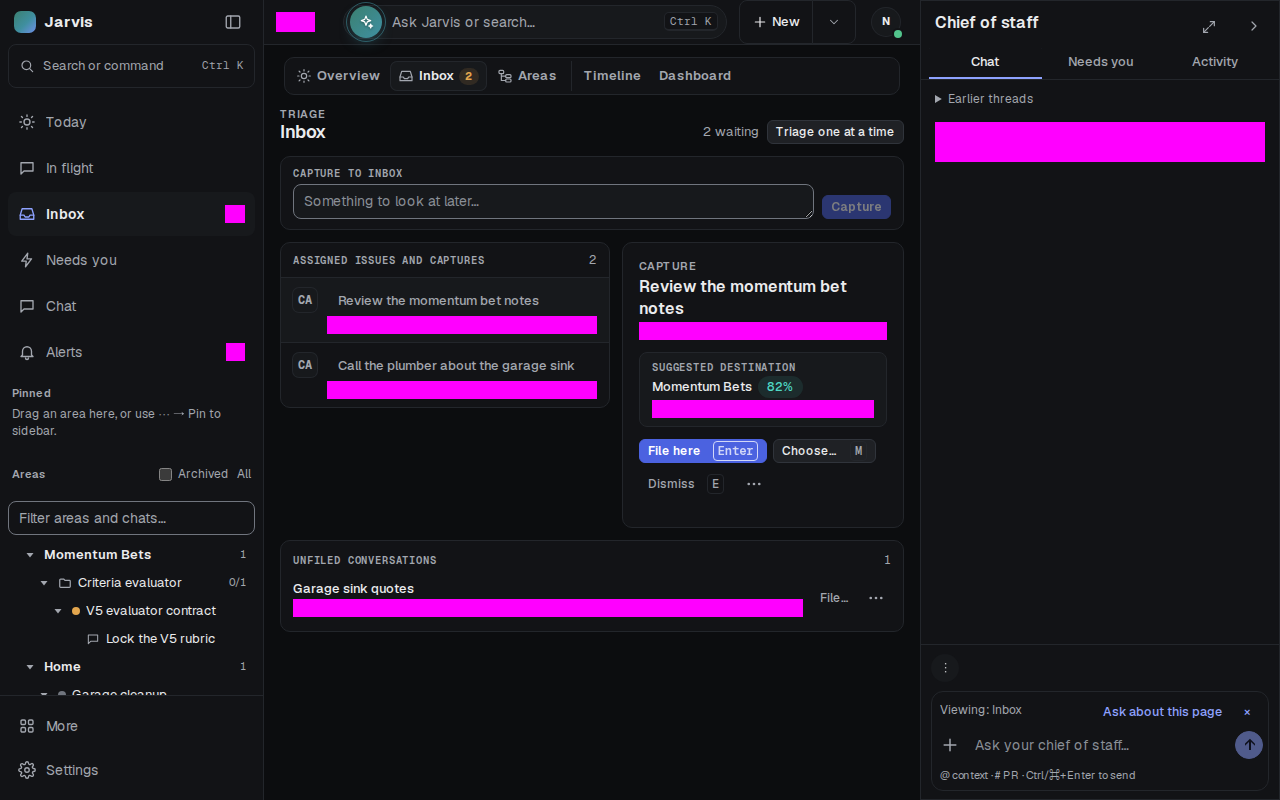 Jarvis
Search or command Ctrl K
Today
In flight
Inbox
Needs you
Chat
Alerts
Pinned
Drag an area here, or use ··· → Pin to
sidebar.
Areas Archived All
Filter areas and chats…
Momentum Bets 1
Criteria evaluator 0/1
V5 evaluator contract
Lock the V5 rubric
Home 1
Garage cleanup
More
Settings
Ask Jarvis or search… Ctrl K
New
N
Overview Inbox 2 Areas Timeline Dashboard
TRIAGE
Inbox
2 waiting Triage one at a time
CAPTURE TO INBOX
Something to look at later…
Capture
ASSIGNED ISSUES AND CAPTURES 2
CA Review the momentum bet notes
CA Call the plumber about the garage sink
CAPTURE
Review the momentum bet
notes
SUGGESTED DESTINATION
Momentum Bets 82%
File here Enter Choose… M
Dismiss E ···
UNFILED CONVERSATIONS 1
Garage sink quotes
File… ···
Chief of staff
Chat Needs you Activity
Earlier threads
Viewing: Inbox Ask about this page ×
Ask your chief of staff…
@ context · # PR · Ctrl/⌘+Enter to send